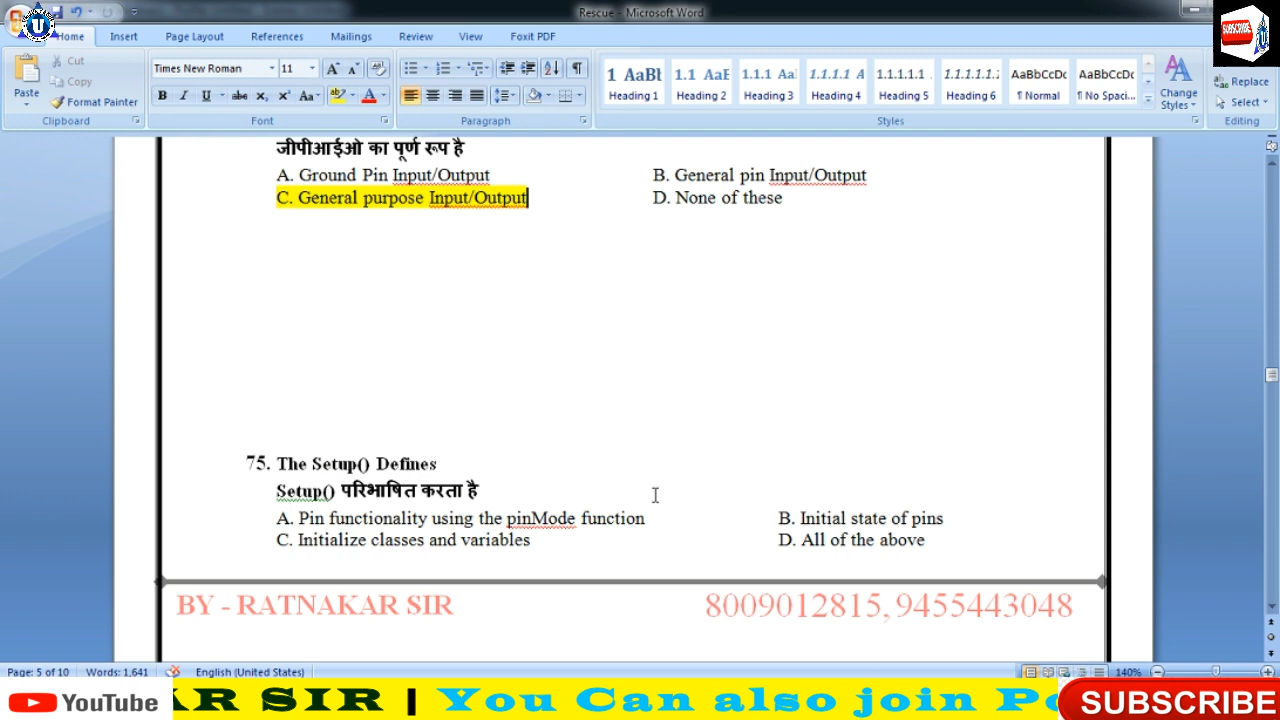 Rescue - Microsoft Word
Home Insert Page Layout References Mailings Review View Foxit PDF
SUBSCRIBE
Paste Cut Copy Format Painter
Times New Roman 11
1 AaBb 1.1 AaB 1.1.1 Aa 1.1.1.1 A 1.1.1.1.1 1.1.1.1.1. AaBbCcDc AaBbCcDc
Heading 1 Heading 2 Heading 3 Heading 4 Heading 5 Heading 6 ¶ Normal ¶ No Spaci...
Change Styles
Replace
Select
Clipboard Font Paragraph Styles Editing
जीपीआईओ का पूर्ण रूप है
A. Ground Pin Input/Output B. General pin Input/Output
C. General purpose Input/Output D. None of these
75. The Setup() Defines
Setup() परिभाषित करता है
A. Pin functionality using the pinMode function B. Initial state of pins
C. Initialize classes and variables D. All of the above
BY - RATNAKAR SIR 8009012815, 9455443048
Page: 5 of 10 Words: 1,641 English (United States) 140%
YouTube KAR SIR | You Can also join Po SUBSCRIBE